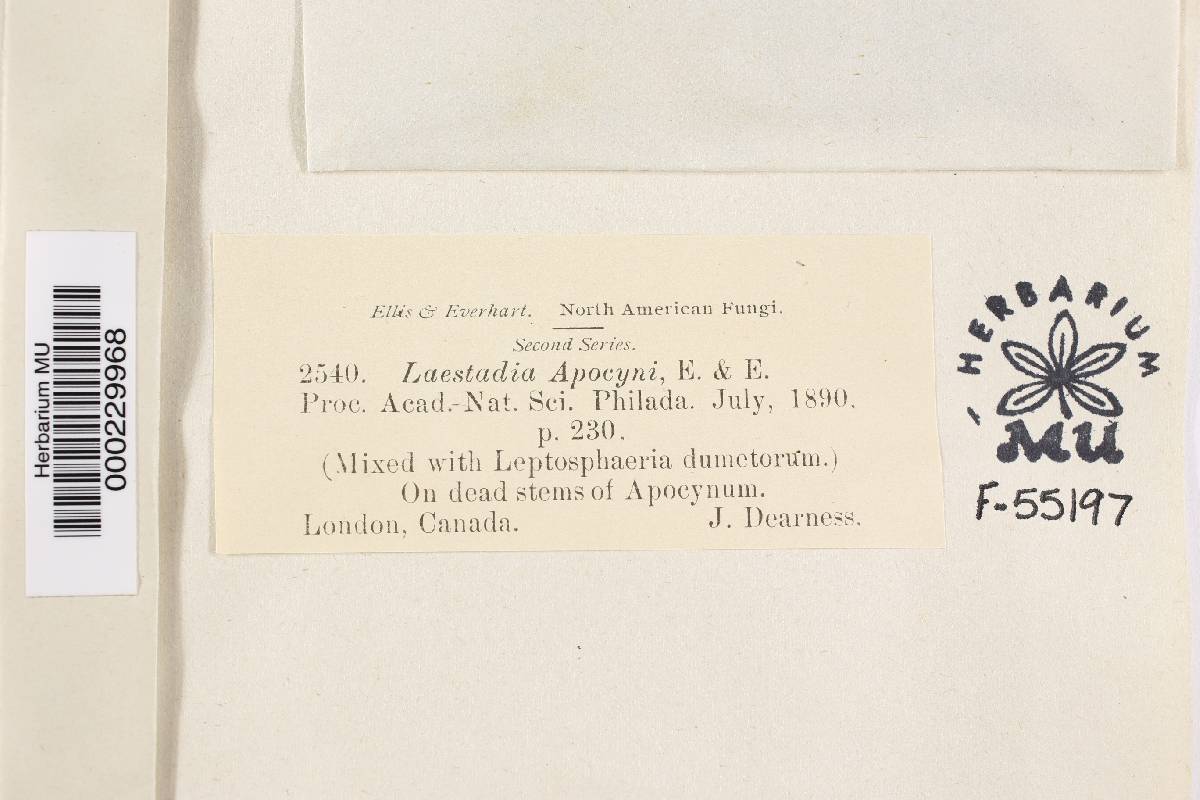 Herbarium MU
000229968
Ellis & Everhart. North American Fungi.
Second Series.
2540. Laestadia Apocyni, E. & E.
Proc. Acad.-Nat. Sci. Philada. July, 1890.
p. 230.
(Mixed with Leptosphaeria dumetorum.)
On dead stems of Apocynum.
London, Canada. J. Dearness.
HERBARIUM
MU
F-55197